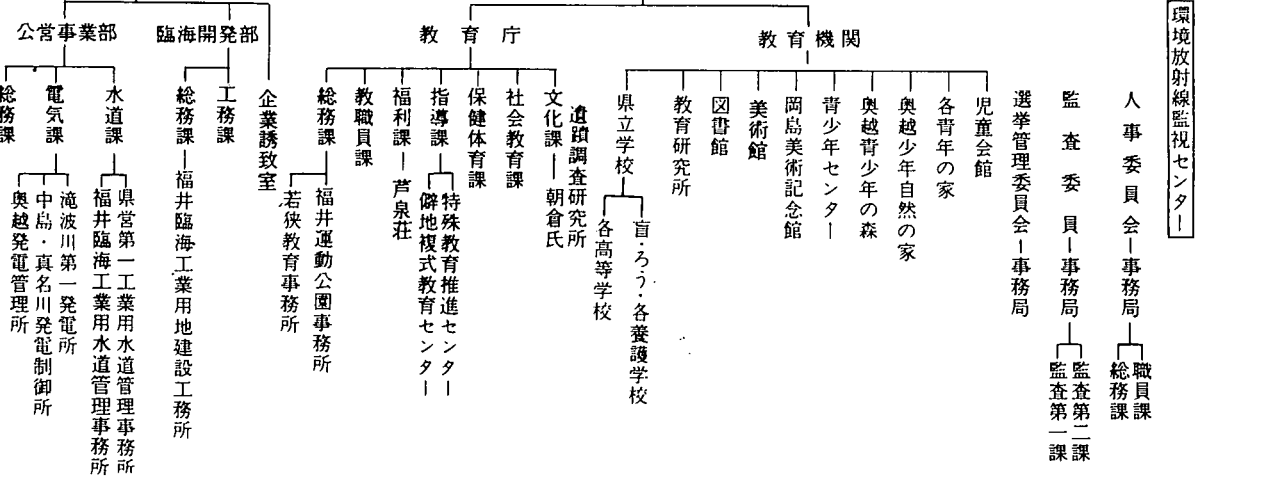 環境放射線監視センター
人事委員会―事務局
職員課
総務課
監査委員―事務局
監査第二課
監査第一課
選挙管理委員会―事務局
教育機関
児童会館
各青年の家
奥越少年自然の家
奥越青少年の森
青少年センター
岡島美術記念館
美術館
図書館
教育研究所
県立学校
盲・ろう・各養護学校
各高等学校
教育庁
文化課―朝倉氏
遺蹟調査研究所
社会教育課
保健体育課
指導課
特殊教育推進センター
僻地複式教育センター
福利課―芦泉荘
教職員課
総務課
福井運動公園事務所
若狭教育事務所
企業誘致室
臨海開発部
工務課
総務課―福井臨海工業用地建設工務所
公営事業部
水道課
県営第一工業用水道管理事務所
福井臨海工業用水道管理事務所
電気課
滝波川第一発電所
中島・真名川発電制御所
奥越発電管理所
総務課